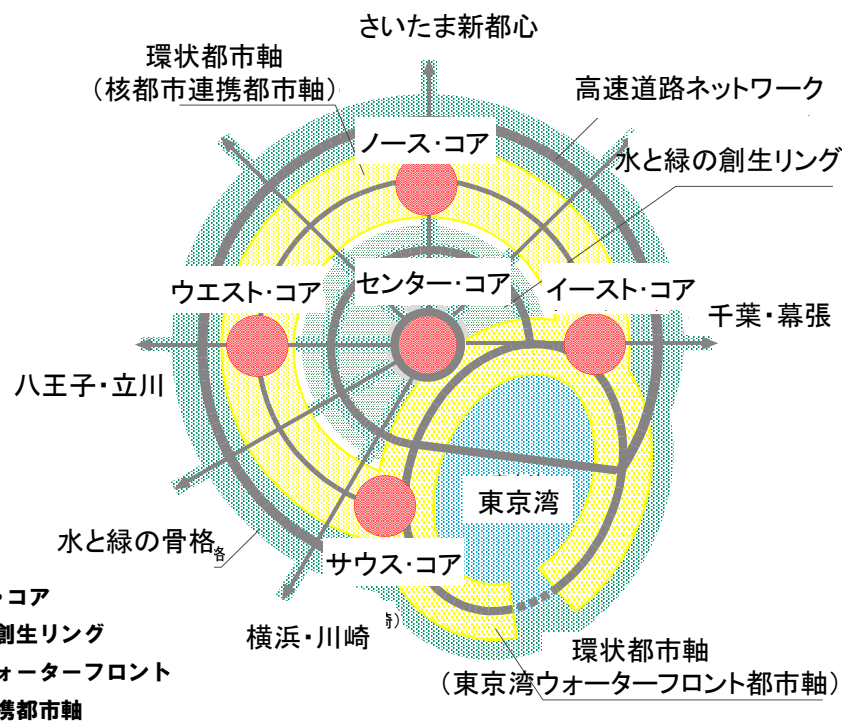 さいたま新都心
環状都市軸
（核都市連携都市軸）
高速道路ネットワーク
ノース・コア
水と緑の創生リング
ウエスト・コア
センター・コア
イースト・コア
千葉・幕張
八王子・立川
東京湾
水と緑の骨格
各
サウス・コア
・コア
創生リング
横浜・川崎
ォーターフロント
環状都市軸
（東京湾ウォーターフロント都市軸）
携都市軸